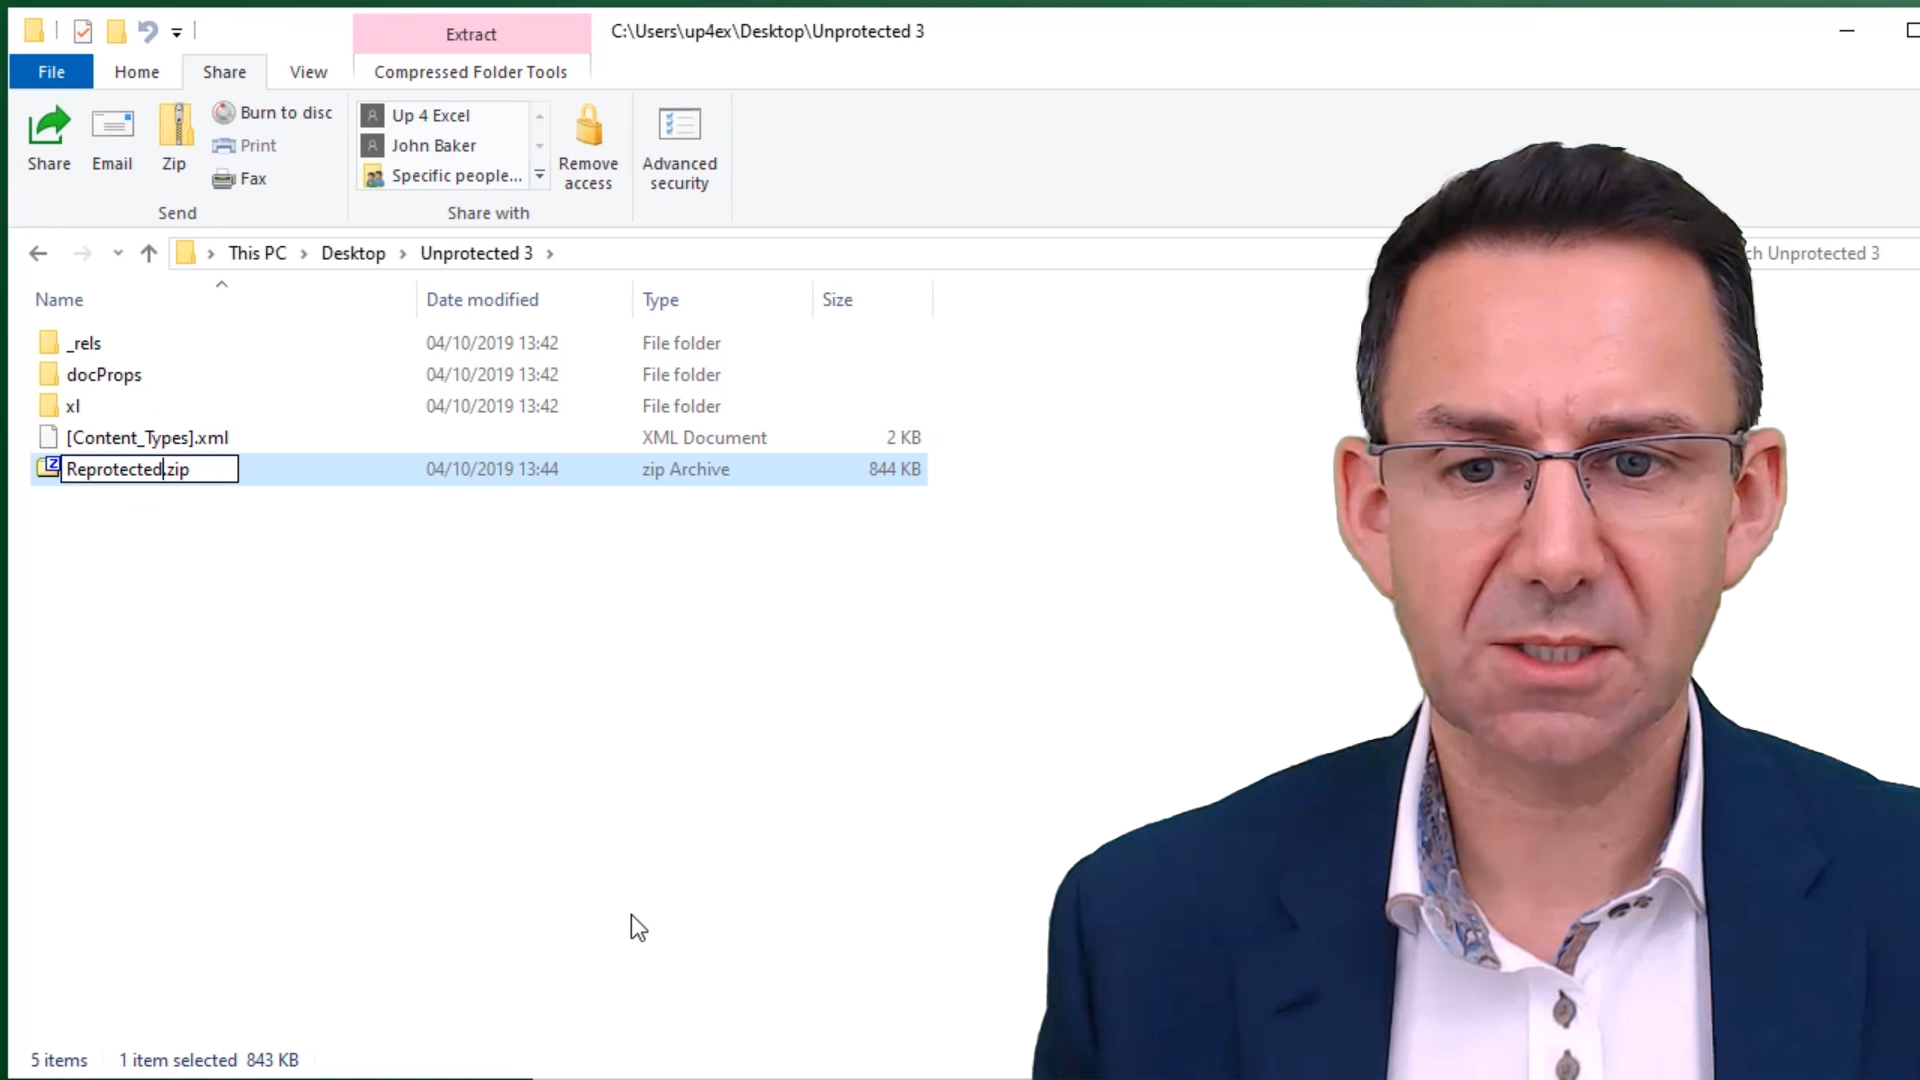 Extract
C:\Users\up4ex\Desktop\Unprotected 3
File Home Share View Compressed Folder Tools
Share
Email
Zip
Burn to disc
Print
Fax
Send
Up 4 Excel
John Baker
Specific people...
Share with
Remove
access
Advanced
security
This PC Desktop Unprotected 3
ch Unprotected 3
Name Date modified Type Size
_rels 04/10/2019 13:42 File folder
docProps 04/10/2019 13:42 File folder
xl 04/10/2019 13:42 File folder
[Content_Types].xml XML Document 2 KB
Reprotected.zip 04/10/2019 13:44 zip Archive 844 KB
5 items 1 item selected 843 KB